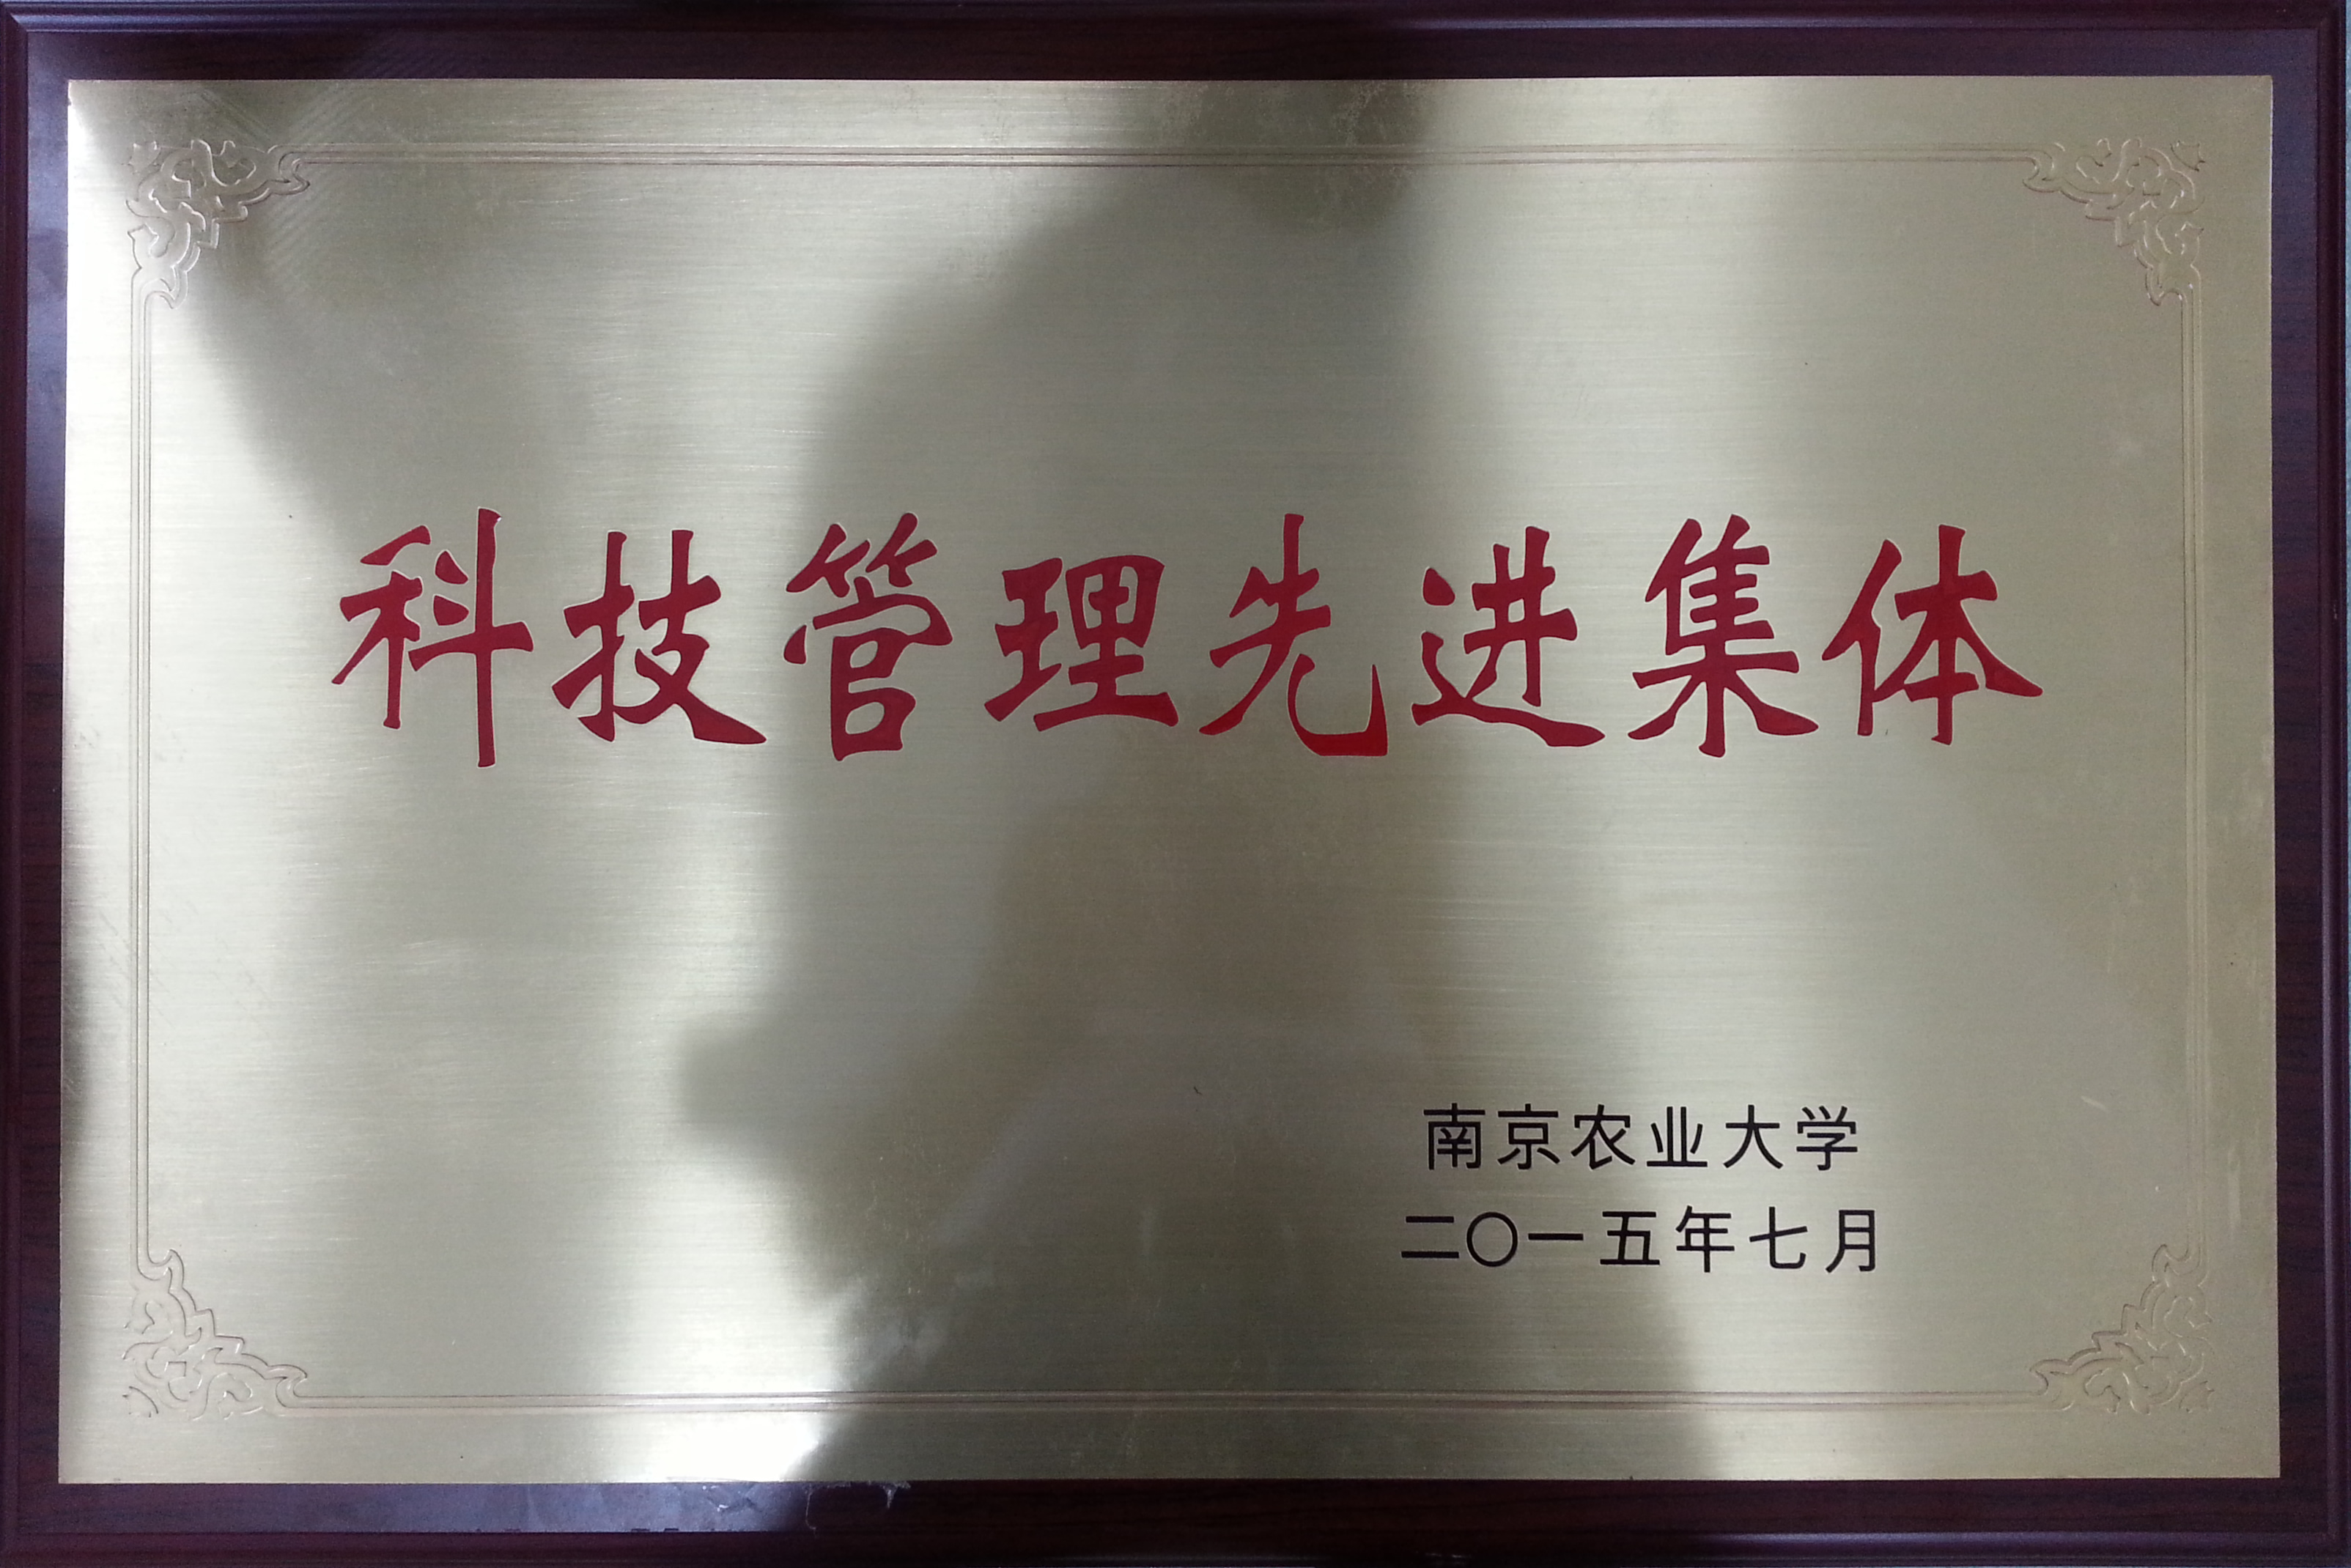 科技管理先进集体
南京农业大学
二〇一五年七月